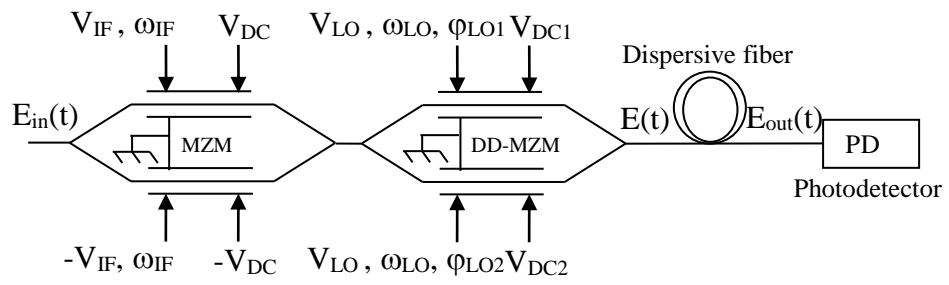 V_IF , ω_IF V_DC V_LO , ω_LO, φ_LO1 V_DC1
Dispersive fiber
E_in(t) MZM DD-MZM E(t) E_out(t) PD
Photodetector
-V_IF, ω_IF -V_DC V_LO , ω_LO, φ_LO2 V_DC2